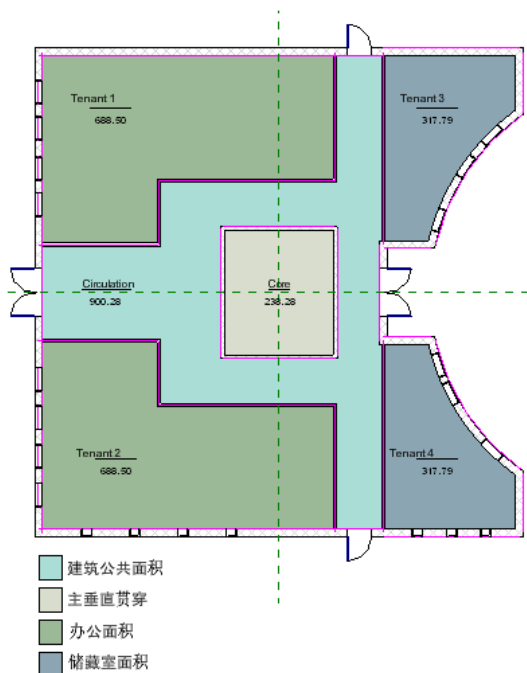 Tenant 1
688.50
Tenant 3
317.79
Circulation
900.28
Core
238.28
Tenant 2
688.50
Tenant 4
317.79
建筑公共面积
主垂直贯穿
办公面积
储藏室面积